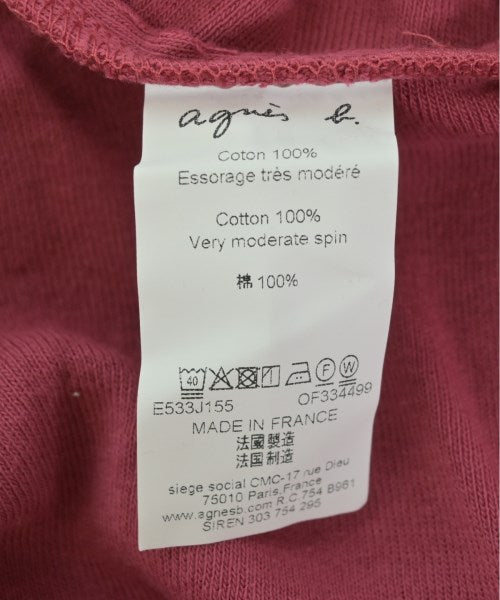 agnès b.
Coton 100%
Essorage très modéré
Cotton 100%
Very moderate spin
棉 100%
40 F W
E533J155 OF334499
MADE IN FRANCE
法國製造
法国制造
siege social CMC-17 rue Dieu
75010 Paris,France
www.agnesb.com R.C.754 B961
SIREN 303 754 295